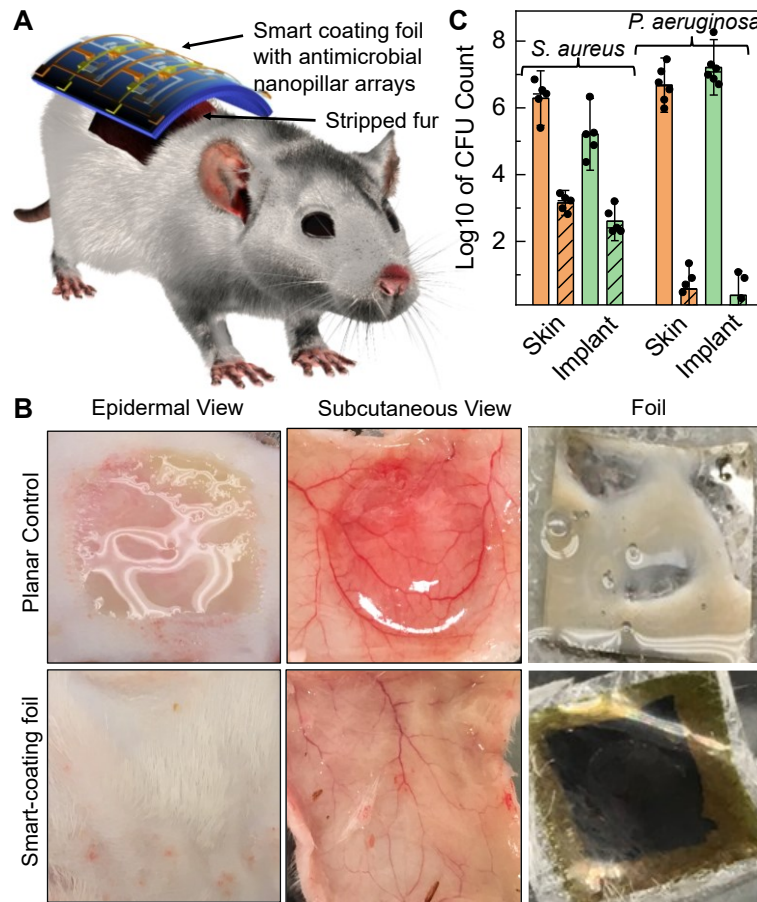 A
Smart coating foil
with antimicrobial
nanopillar arrays
Stripped fur
C
P. aeruginosa
S. aureus
8
6
4
2
Log10 of CFU Count
Skin
Implant
Skin
Implant
B
Epidermal View
Subcutaneous View
Foil
Planar Control
Smart-coating foil